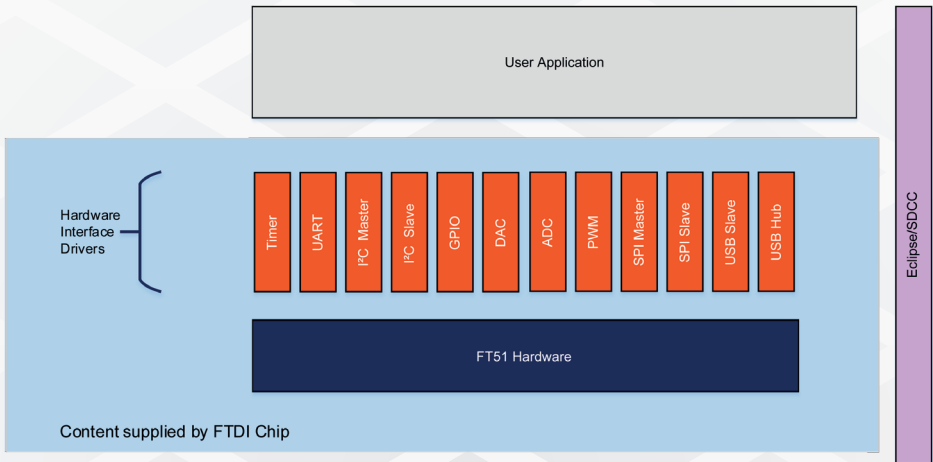 User Application
Hardware
Interface
Drivers
Timer
UART
I²C Master
I²C Slave
GPIO
DAC
ADC
PWM
SPI Master
SPI Slave
USB Slave
USB Hub
FT51 Hardware
Content supplied by FTDI Chip
Eclipse/SDCC